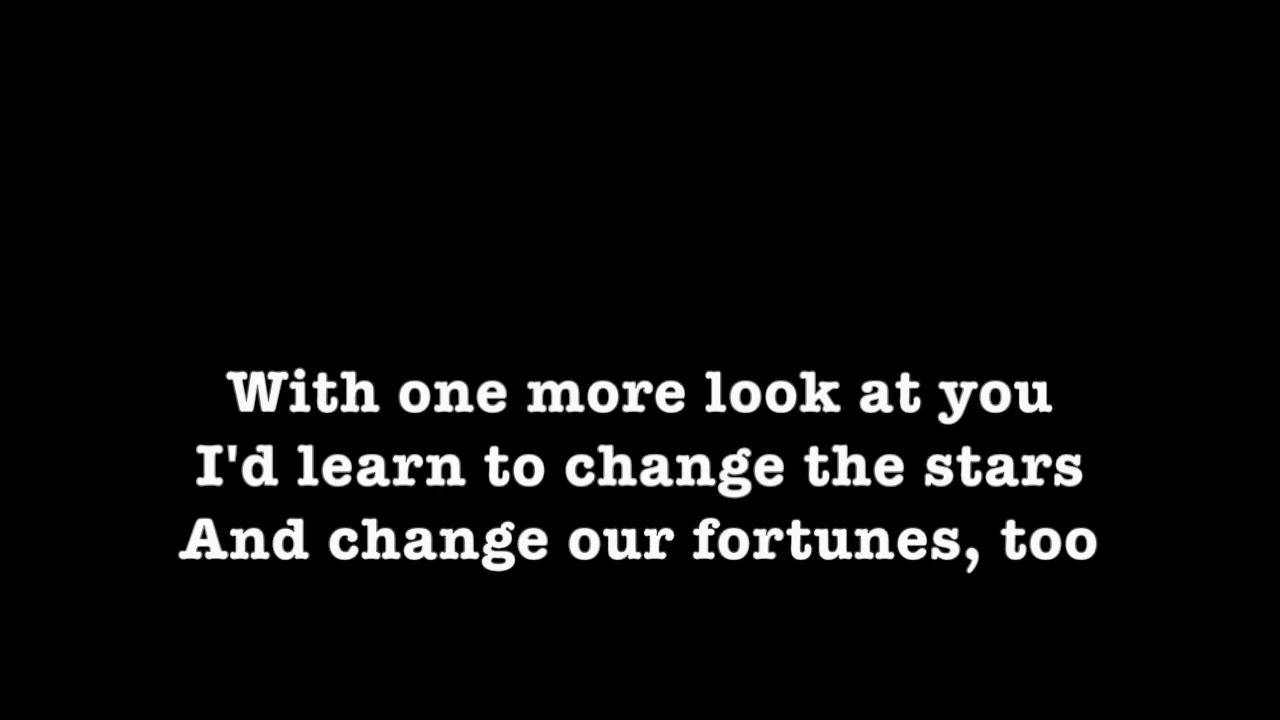 With one more look at you
I'd learn to change the stars
And change our fortunes, too